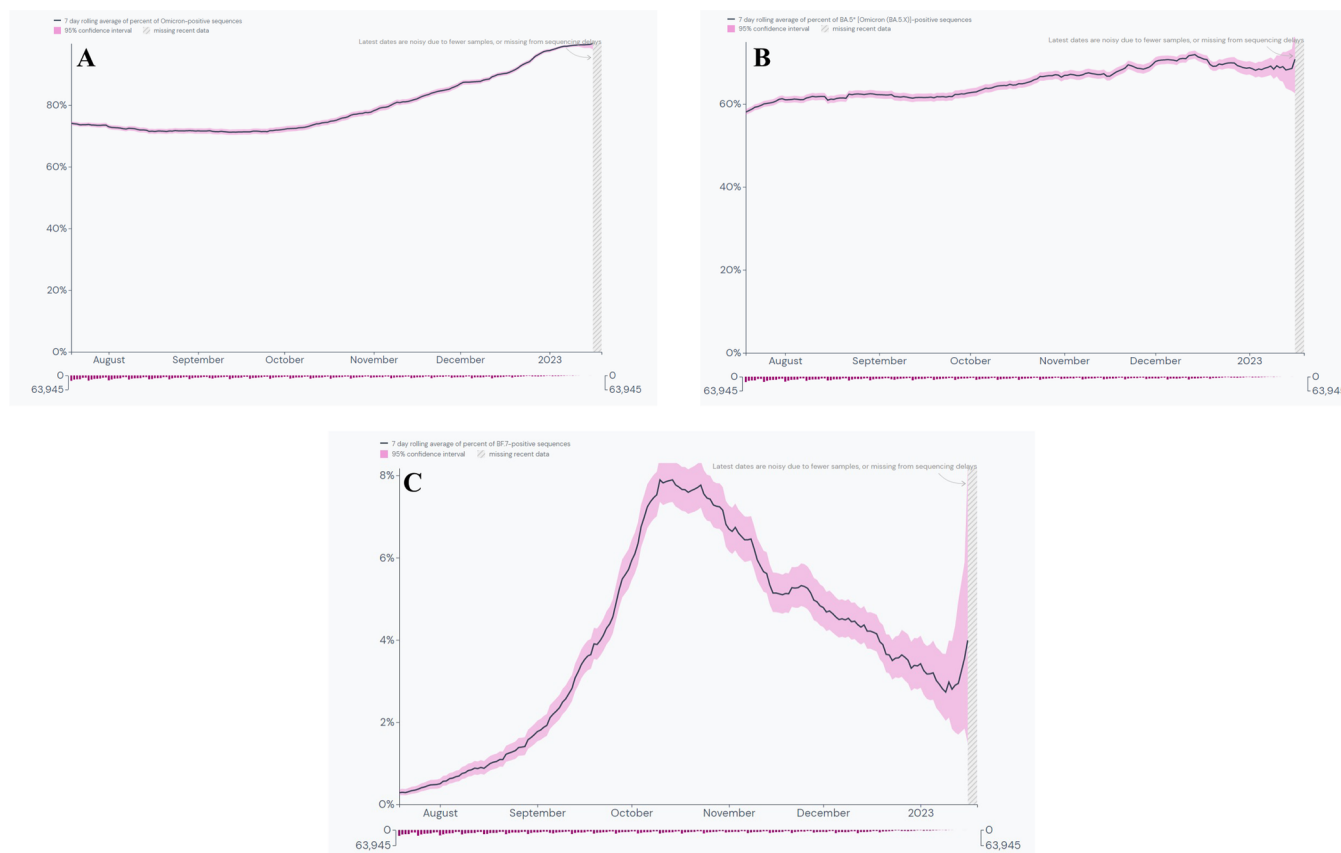 7 day rolling average of percent of Omicron-positive sequences
95% confidence interval missing recent data
Latest dates are noisy due to fewer samples, or missing from sequencing delays
A
80%
60%
40%
20%
0%
August September October November December 2023
0 0
63,945 63,945
7 day rolling average of percent of BA.5* [Omicron (BA.5.X)]-positive sequences
95% confidence interval missing recent data
Latest dates are noisy due to fewer samples, or missing from sequencing delays
B
60%
40%
20%
0%
August September October November December 2023
0 0
63,945 63,945
7 day rolling average of percent of BF.7-positive sequences
95% confidence interval missing recent data
Latest dates are noisy due to fewer samples, or missing from sequencing delays
8% C
6%
4%
2%
0%
August September October November December 2023
0 0
63,945 63,945